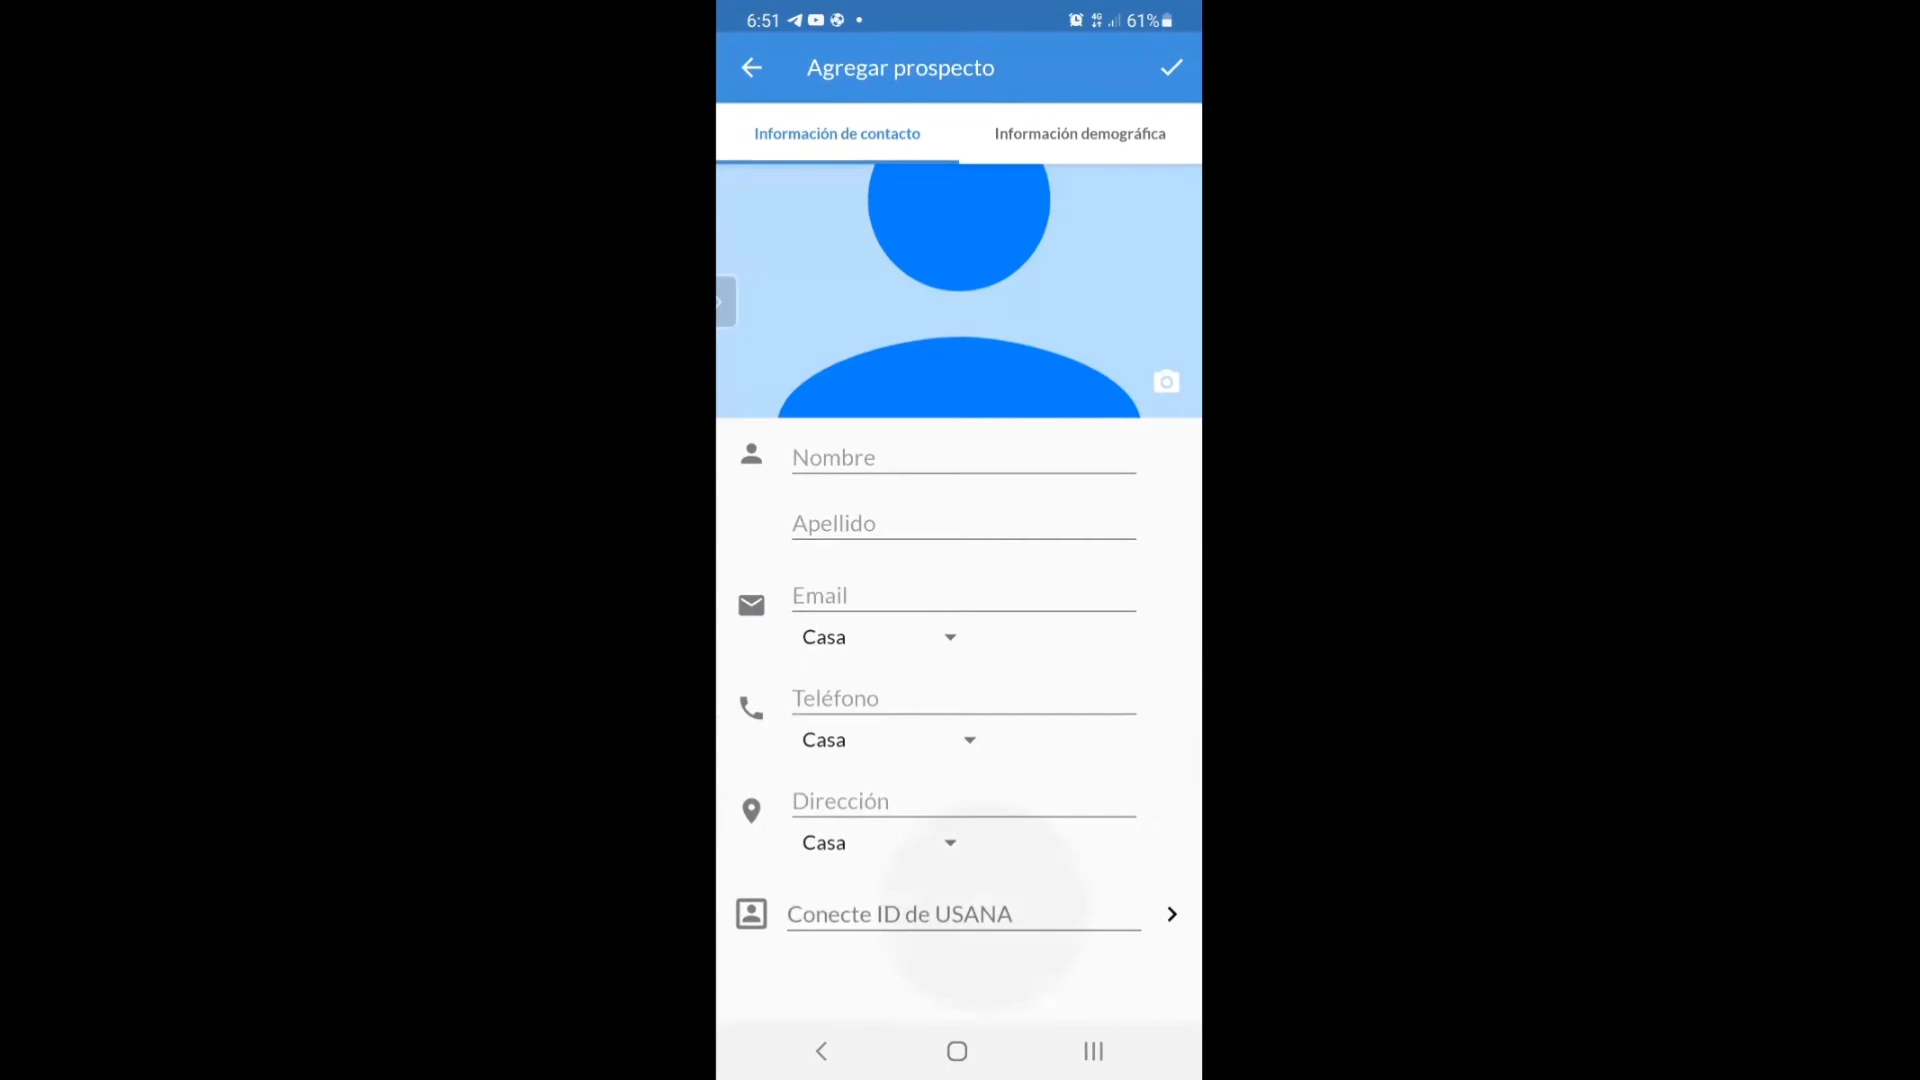 6:51 4G 61%
Agregar prospecto
Información de contacto Información demográfica
Nombre
Apellido
Email
Casa
Teléfono
Casa
Dirección
Casa
Conecte ID de USANA